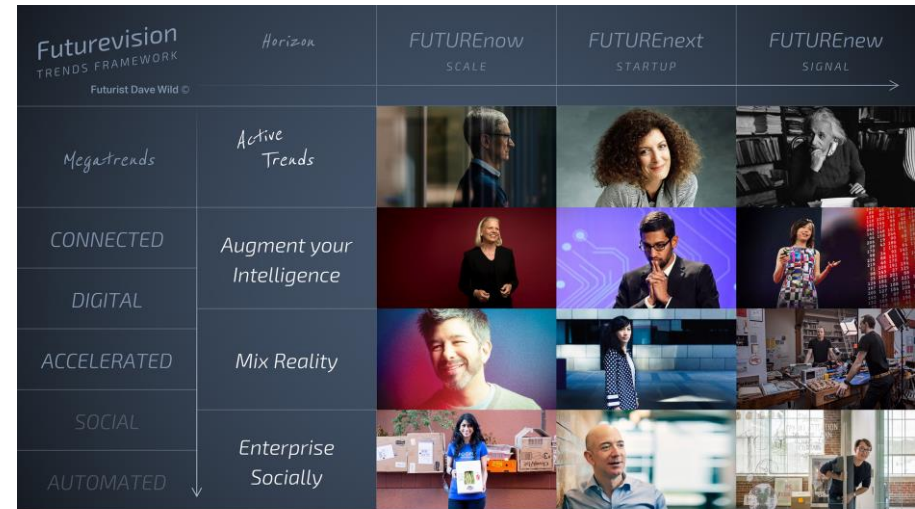 Futurevision
TRENDS FRAMEWORK
Futurist Dave Wild ©
Horizon
FUTUREnow
SCALE
FUTUREnext
STARTUP
FUTUREnew
SIGNAL
Megatrends
Active
Trends
CONNECTED
DIGITAL
ACCELERATED
SOCIAL
AUTOMATED
Augment your
Intelligence
Mix Reality
Enterprise
Socially